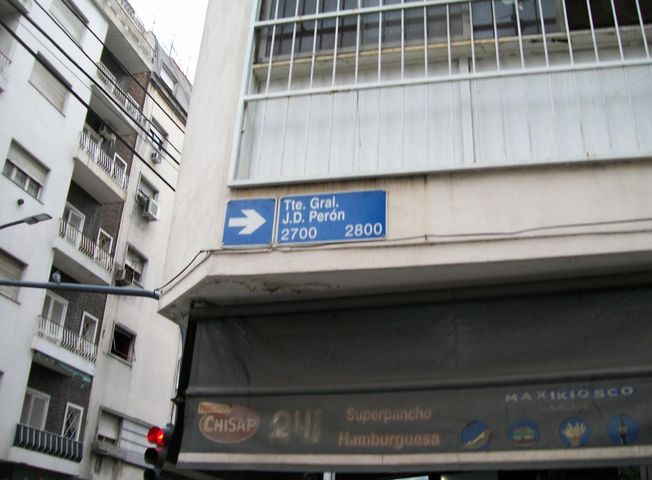 Tte. Gral.
J.D. Perón
2700 2800
MAXIKIOSCO
CHISAP
24
Superpancho
Hamburguesa